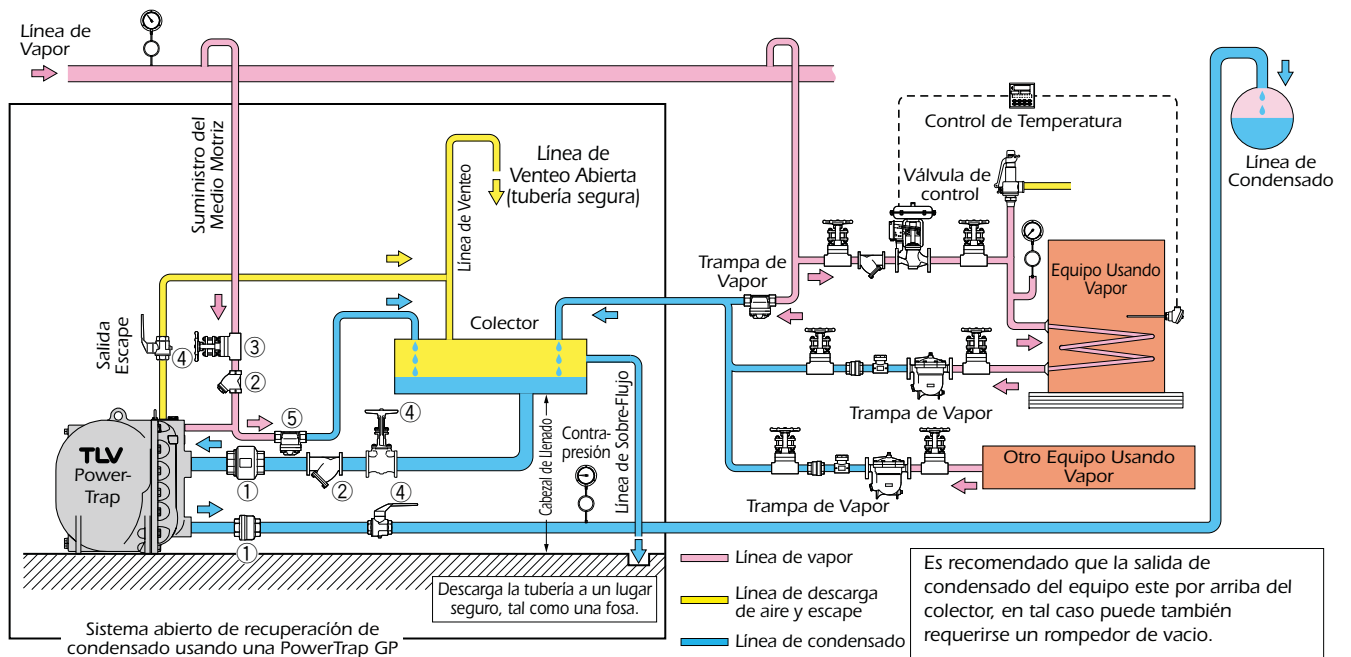 Línea de
Vapor
Suministro del
Medio Motriz
Línea de Venteo
Línea de
Venteo Abierta
(tubería segura)
Control de Temperatura
Válvula de
control
Línea de
Condensado
Trampa de
Vapor
Equipo Usando
Vapor
Salida
Escape
④
③
②
Colector
⑤
④
Trampa de Vapor
TLV
Power-
Trap
①
②
Cabezal de Llenado
Contra-
presión
Línea de Sobre-Flujo
Otro Equipo Usando
Vapor
Trampa de Vapor
①
④
Descarga la tubería a un lugar
seguro, tal como una fosa.
Sistema abierto de recuperación de
condensado usando una PowerTrap GP
Línea de vapor
Línea de descarga
de aire y escape
Línea de condensado
Es recomendado que la salida de
condensado del equipo este por arriba del
colector, en tal caso puede también
requerirse un rompedor de vacio.